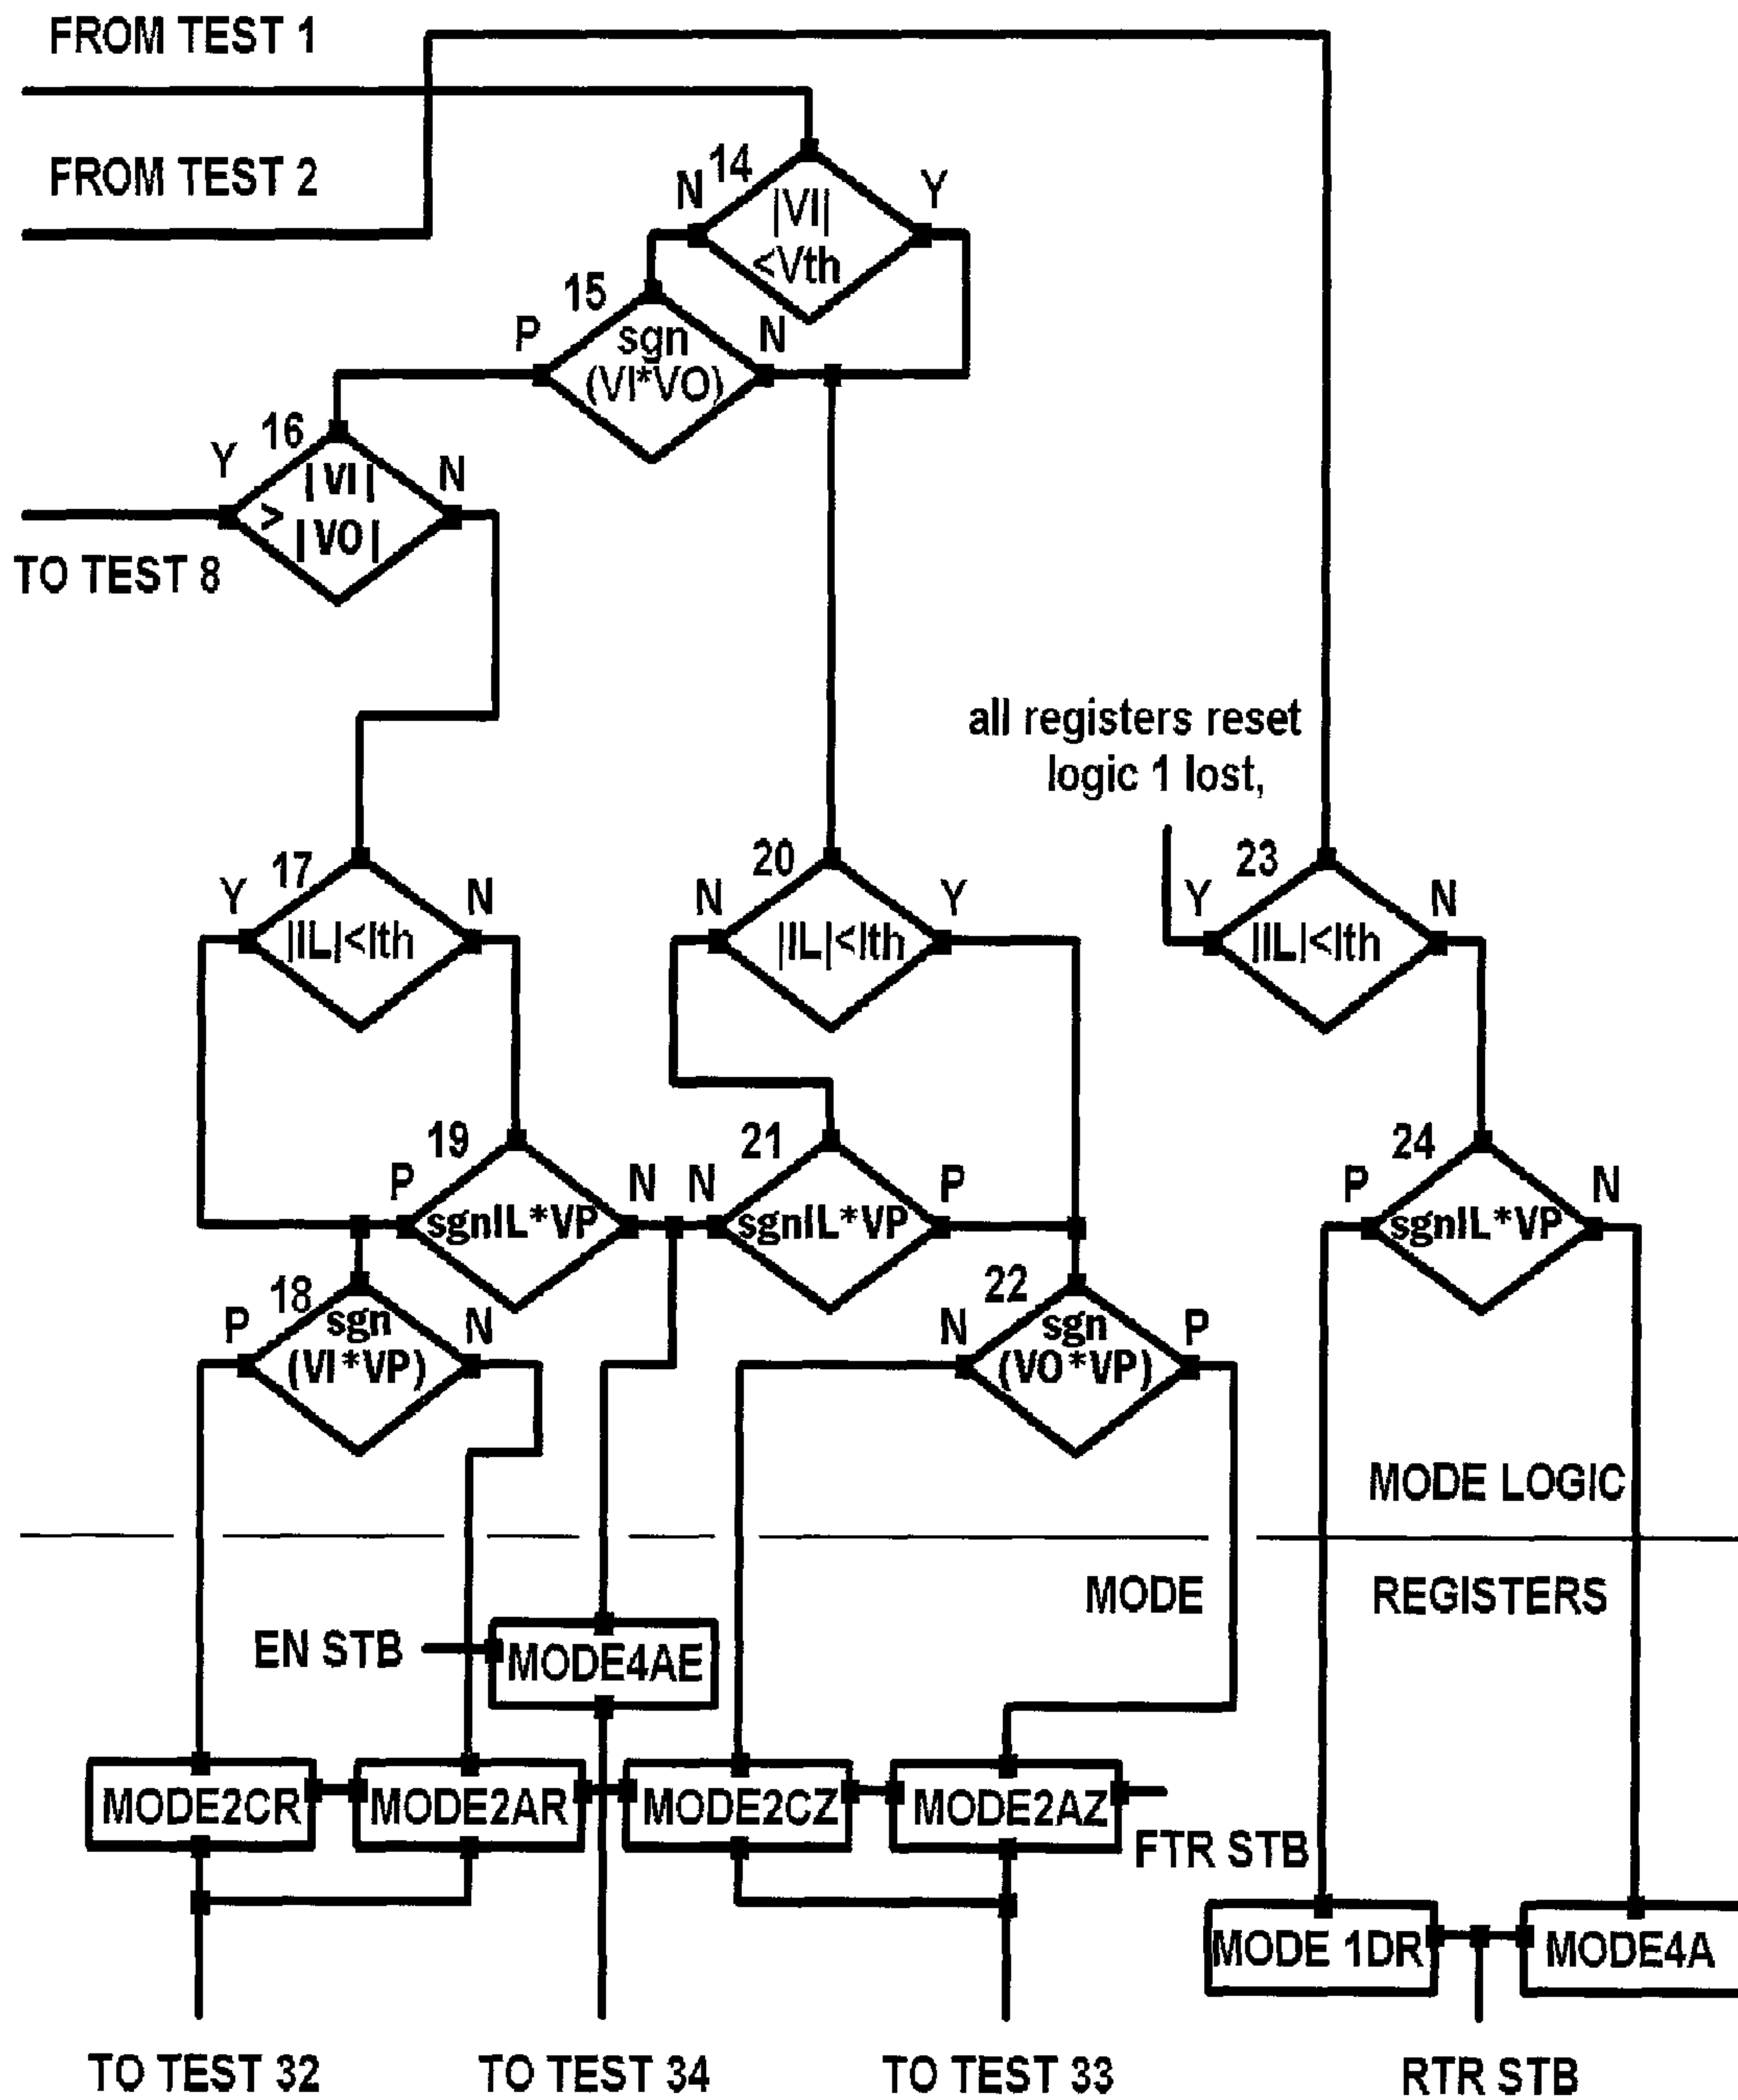 FROM TEST 1
FROM TEST 2
14
N
Y
|VI|
<Vth
15
P
N
sgn
(VI*VO)
16
Y
N
|VI|
>
|VO|
TO TEST 8
all registers reset
logic 1 lost,
17
Y
N
|IL|<Ith
20
N
Y
|IL|<Ith
23
Y
N
|IL|<Ith
19
P
N
sgnIL*VP
21
N
P
sgnIL*VP
24
P
N
sgnIL*VP
18
P
N
sgn
(VI*VP)
22
N
P
sgn
(VO*VP)
MODE LOGIC
MODE REGISTERS
EN STB
MODE4AE
MODE2CR
MODE2AR
MODE2CZ
MODE2AZ
FTR STB
MODE 1DR
MODE4A
TO TEST 32
TO TEST 34
TO TEST 33
RTR STB